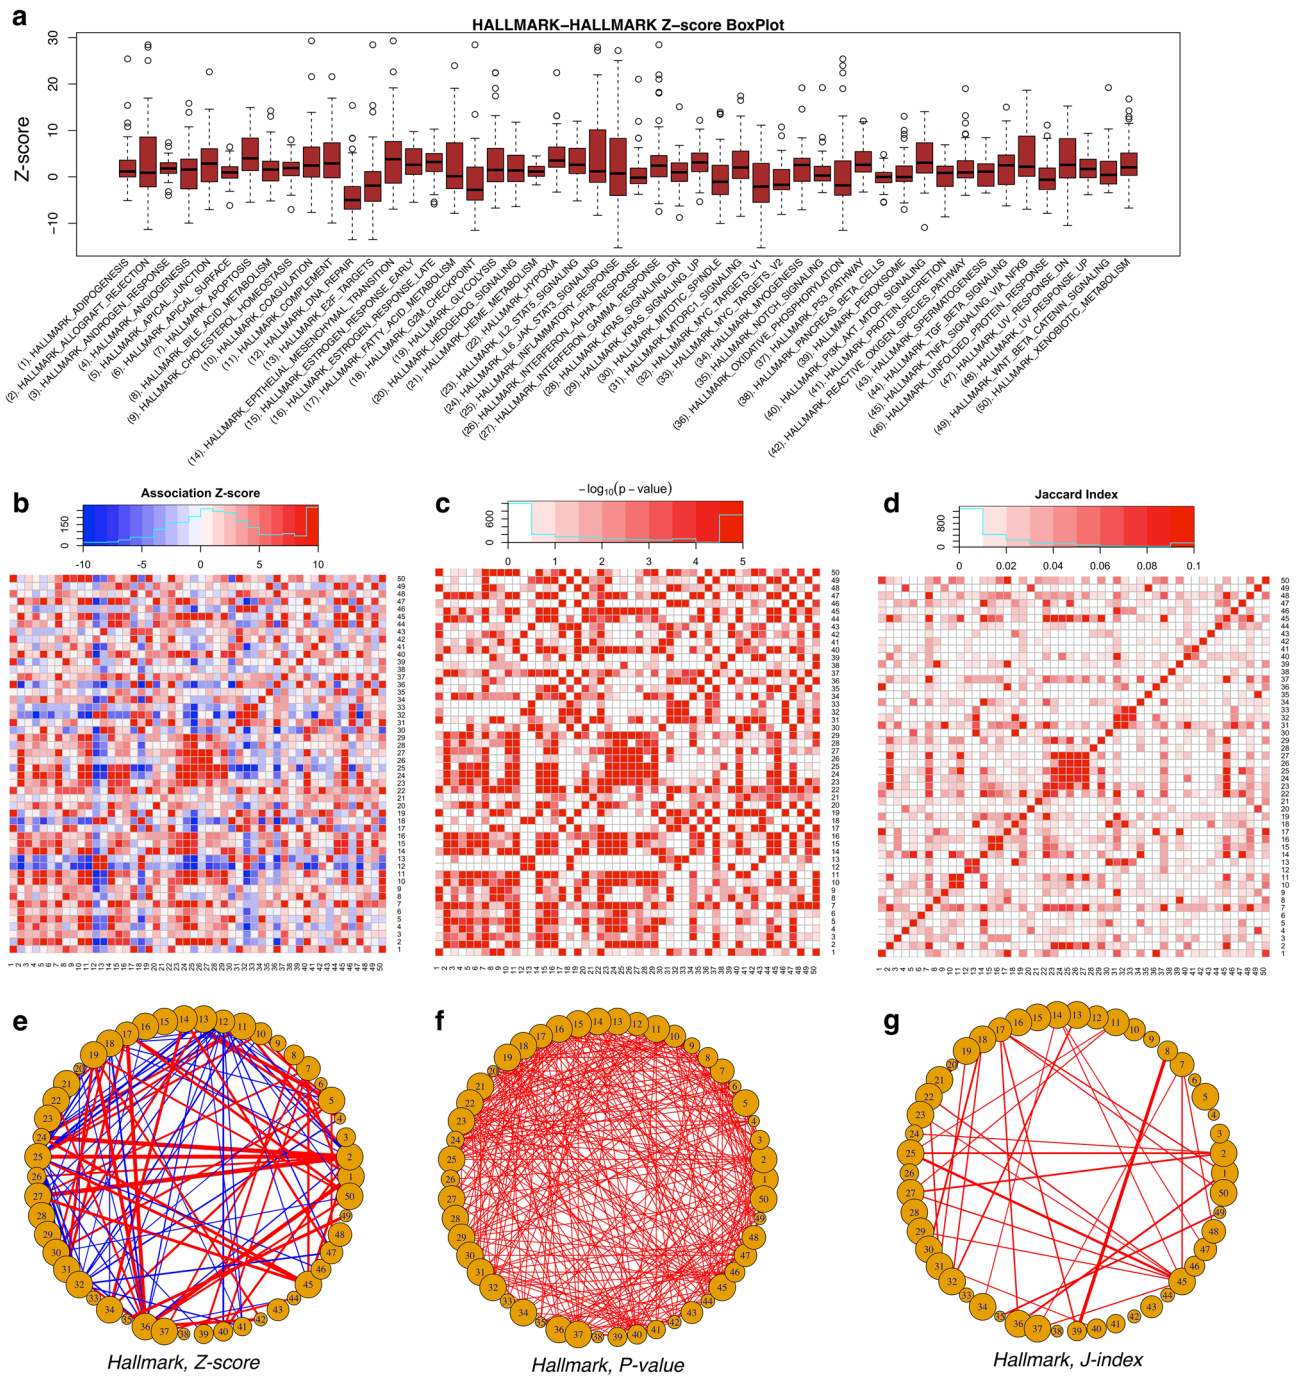 a
HALLMARK−HALLMARK Z−score BoxPlot
Z−score
30
20
10
0
−10
(1). HALLMARK_ADIPOGENESIS
(2). HALLMARK_ALLOGRAFT_REJECTION
(3). HALLMARK_ANDROGEN_RESPONSE
(4). HALLMARK_ANGIOGENESIS
(5). HALLMARK_APICAL_JUNCTION
(6). HALLMARK_APICAL_SURFACE
(7). HALLMARK_APOPTOSIS
(8). HALLMARK_BILE_ACID_METABOLISM
(9). HALLMARK_CHOLESTEROL_HOMEOSTASIS
(10). HALLMARK_COAGULATION
(11). HALLMARK_COMPLEMENT
(12). HALLMARK_DNA_REPAIR
(13). HALLMARK_E2F_TARGETS
(14). HALLMARK_EPITHELIAL_MESENCHYMAL_TRANSITION
(15). HALLMARK_ESTROGEN_RESPONSE_EARLY
(16). HALLMARK_ESTROGEN_RESPONSE_LATE
(17). HALLMARK_FATTY_ACID_METABOLISM
(18). HALLMARK_G2M_CHECKPOINT
(19). HALLMARK_GLYCOLYSIS
(20). HALLMARK_HEDGEHOG_SIGNALING
(21). HALLMARK_HEME_METABOLISM
(22). HALLMARK_HYPOXIA
(23). HALLMARK_IL2_STAT5_SIGNALING
(24). HALLMARK_IL6_JAK_STAT3_SIGNALING
(25). HALLMARK_INFLAMMATORY_RESPONSE
(26). HALLMARK_INTERFERON_ALPHA_RESPONSE
(27). HALLMARK_INTERFERON_GAMMA_RESPONSE
(28). HALLMARK_KRAS_SIGNALING_DN
(29). HALLMARK_KRAS_SIGNALING_UP
(30). HALLMARK_MITOTIC_SPINDLE
(31). HALLMARK_MTORC1_SIGNALING
(32). HALLMARK_MYC_TARGETS_V1
(33). HALLMARK_MYC_TARGETS_V2
(34). HALLMARK_MYOGENESIS
(35). HALLMARK_NOTCH_SIGNALING
(36). HALLMARK_OXIDATIVE_PHOSPHORYLATION
(37). HALLMARK_P53_PATHWAY
(38). HALLMARK_PANCREAS_BETA_CELLS
(39). HALLMARK_PEROXISOME
(40). HALLMARK_PI3K_AKT_MTOR_SIGNALING
(41). HALLMARK_PROTEIN_SECRETION
(42). HALLMARK_REACTIVE_OXIGEN_SPECIES_PATHWAY
(43). HALLMARK_SPERMATOGENESIS
(44). HALLMARK_TGF_BETA_SIGNALING
(45). HALLMARK_TNFA_SIGNALING_VIA_NFKB
(46). HALLMARK_UNFOLDED_PROTEIN_RESPONSE
(47). HALLMARK_UV_RESPONSE_DN
(48). HALLMARK_UV_RESPONSE_UP
(49). HALLMARK_WNT_BETA_CATENIN_SIGNALING
(50). HALLMARK_XENOBIOTIC_METABOLISM
b
Association Z-score
0 150
-10 -5 0 5 10
c
−log10(p − value)
0 600
0 1 2 3 4 5
d
Jaccard Index
0 800
0 0.02 0.04 0.06 0.08 0.1
e
Hallmark, Z-score
f
Hallmark, P-value
g
Hallmark, J-index